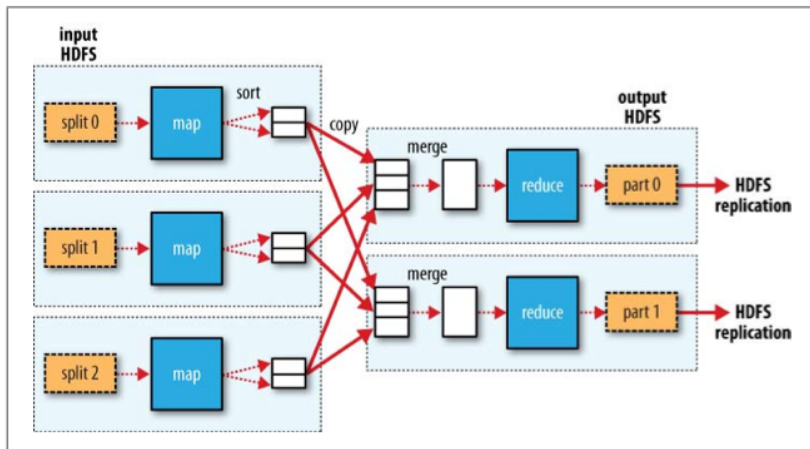 input
HDFS
split 0
map
sort
copy
split 1
map
split 2
map
output
HDFS
merge
reduce
part 0
HDFS
replication
merge
reduce
part 1
HDFS
replication